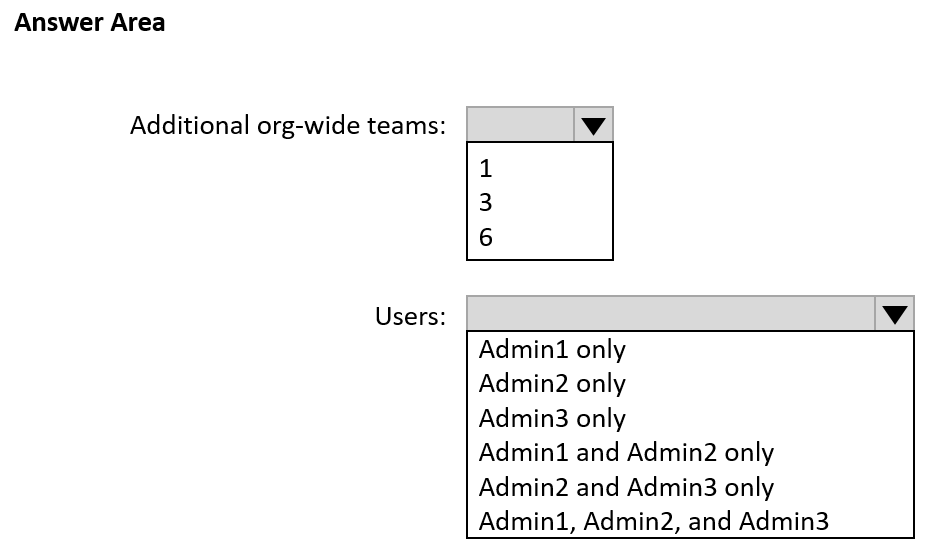 Answer Area
Additional org-wide teams:
1
3
6
Users:
Admin1 only
Admin2 only
Admin3 only
Admin1 and Admin2 only
Admin2 and Admin3 only
Admin1, Admin2, and Admin3